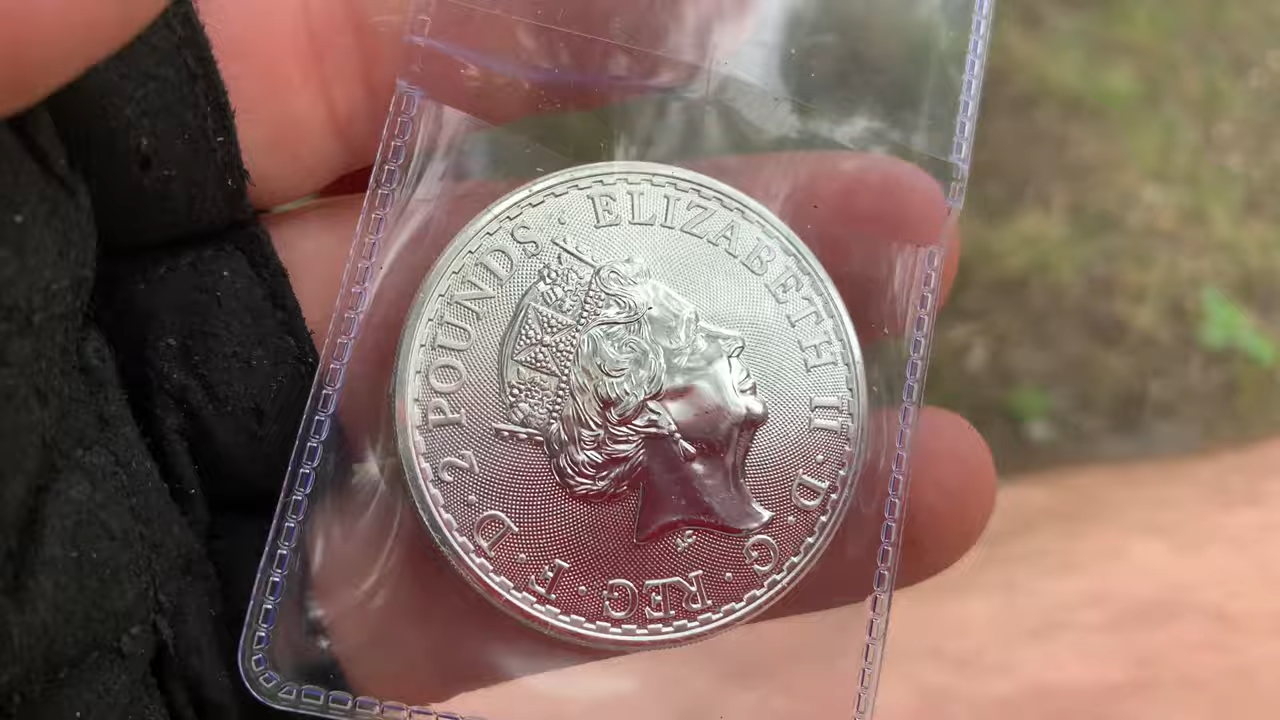 ELIZABETH II · D · G · REG · F · D · 2 POUNDS ·